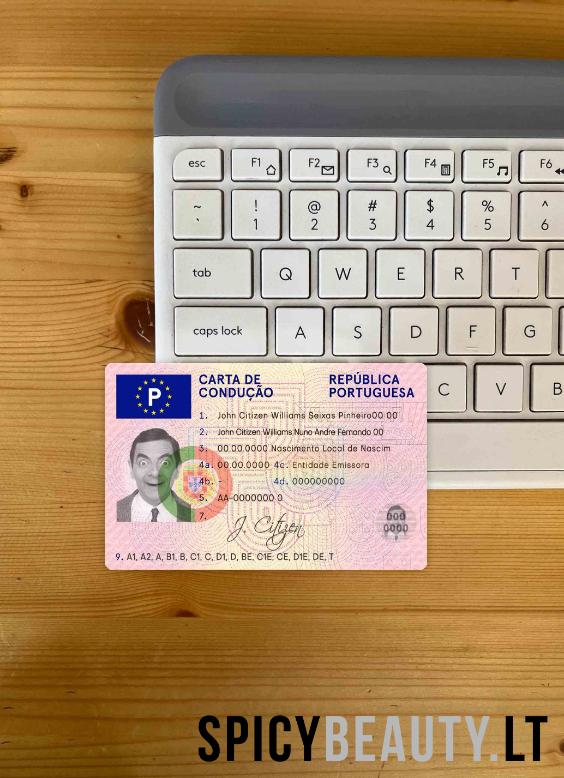 esc F1 F2 F3 F4 F5 F6
~ ! @ # $ % ^
` 1 2 3 4 5 6
tab Q W E R T
caps lock A S D F G
C V B
CARTA DE CONDUÇÃO
REPÚBLICA PORTUGUESA
P
1. John Citizen Williams Seixas Pinheiro00 00
2. John Citizen Williams Nuno Andre Fernando 00
3. 00.00.0000 Nascimento Local de Nascim
4a. 00.00.0000 4c. Entidade Emissora
4b. - 4d. 000000000
5. AA-0000000 0
7.
J. Citizen
000
0000
9. A1, A2, A, B1, B, C1. C, D1, D, BE, C1E. CE, D1E, DE, T
SPICYBEAUTY.LT